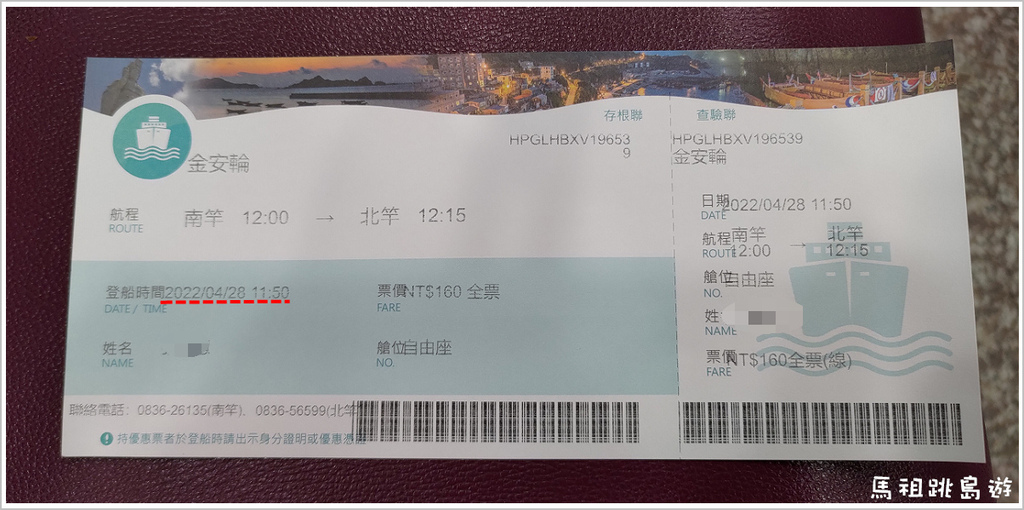 存根聯
HPGLHBXV19653
9
金安輪
航程 南竿 12:00 → 北竿 12:15
ROUTE
登船時間2022/04/28 11:50 票價NT$160 全票
DATE / TIME FARE
姓名 艙位自由座
NAME NO.
聯絡電話：0836-26135(南竿)、0836-56599(北竿
持優惠票者於登船時請出示身分證明或優惠憑
查驗聯
HPGLHBXV196539
金安輪
日期2022/04/28 11:50
DATE
航程南竿 → 北竿
ROUTE12:00 12:15
艙位自由座
NO.
姓
NAME
票價NT$160全票(線)
FARE
馬祖跳島遊